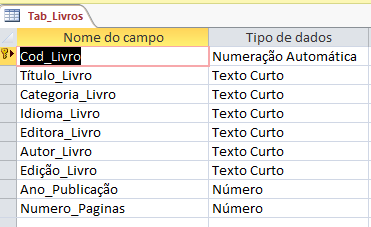 Tab_Livros
Nome do campo Tipo de dados
Cod_Livro Numeração Automática
Título_Livro Texto Curto
Categoria_Livro Texto Curto
Idioma_Livro Texto Curto
Editora_Livro Texto Curto
Autor_Livro Texto Curto
Edição_Livro Texto Curto
Ano_Publicação Número
Numero_Paginas Número